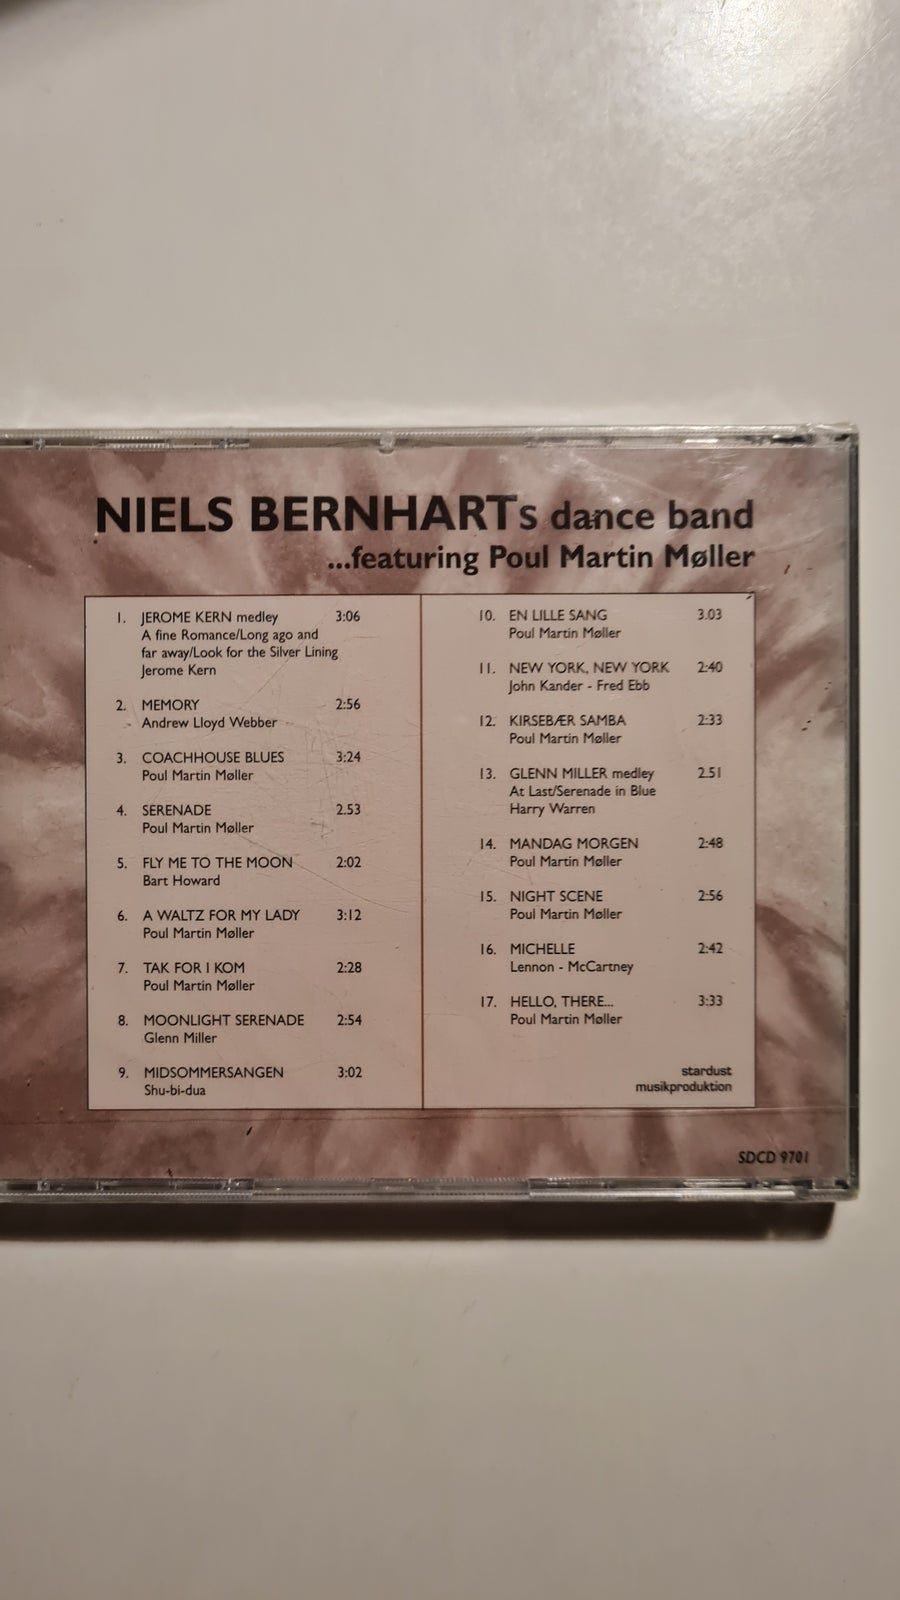 NIELS BERNHARTs dance band
...featuring Poul Martin Møller
1. JEROME KERN medley 3:06
A fine Romance/Long ago and
far away/Look for the Silver Lining
Jerome Kern
2. MEMORY 2:56
Andrew Lloyd Webber
3. COACHHOUSE BLUES 3:24
Poul Martin Møller
4. SERENADE 2.53
Poul Martin Møller
5. FLY ME TO THE MOON 2:02
Bart Howard
6. A WALTZ FOR MY LADY 3:12
Poul Martin Møller
7. TAK FOR I KOM 2:28
Poul Martin Møller
8. MOONLIGHT SERENADE 2:54
Glenn Miller
9. MIDSOMMERSANGEN 3:02
Shu-bi-dua
10. EN LILLE SANG 3.03
Poul Martin Møller
11. NEW YORK, NEW YORK 2:40
John Kander - Fred Ebb
12. KIRSEBÆR SAMBA 2:33
Poul Martin Møller
13. GLENN MILLER medley 2.51
At Last/Serenade in Blue
Harry Warren
14. MANDAG MORGEN 2:48
Poul Martin Møller
15. NIGHT SCENE 2:56
Poul Martin Møller
16. MICHELLE 2:42
Lennon - McCartney
17. HELLO, THERE... 3:33
Poul Martin Møller
stardust
musikproduktion
SDCD 9701